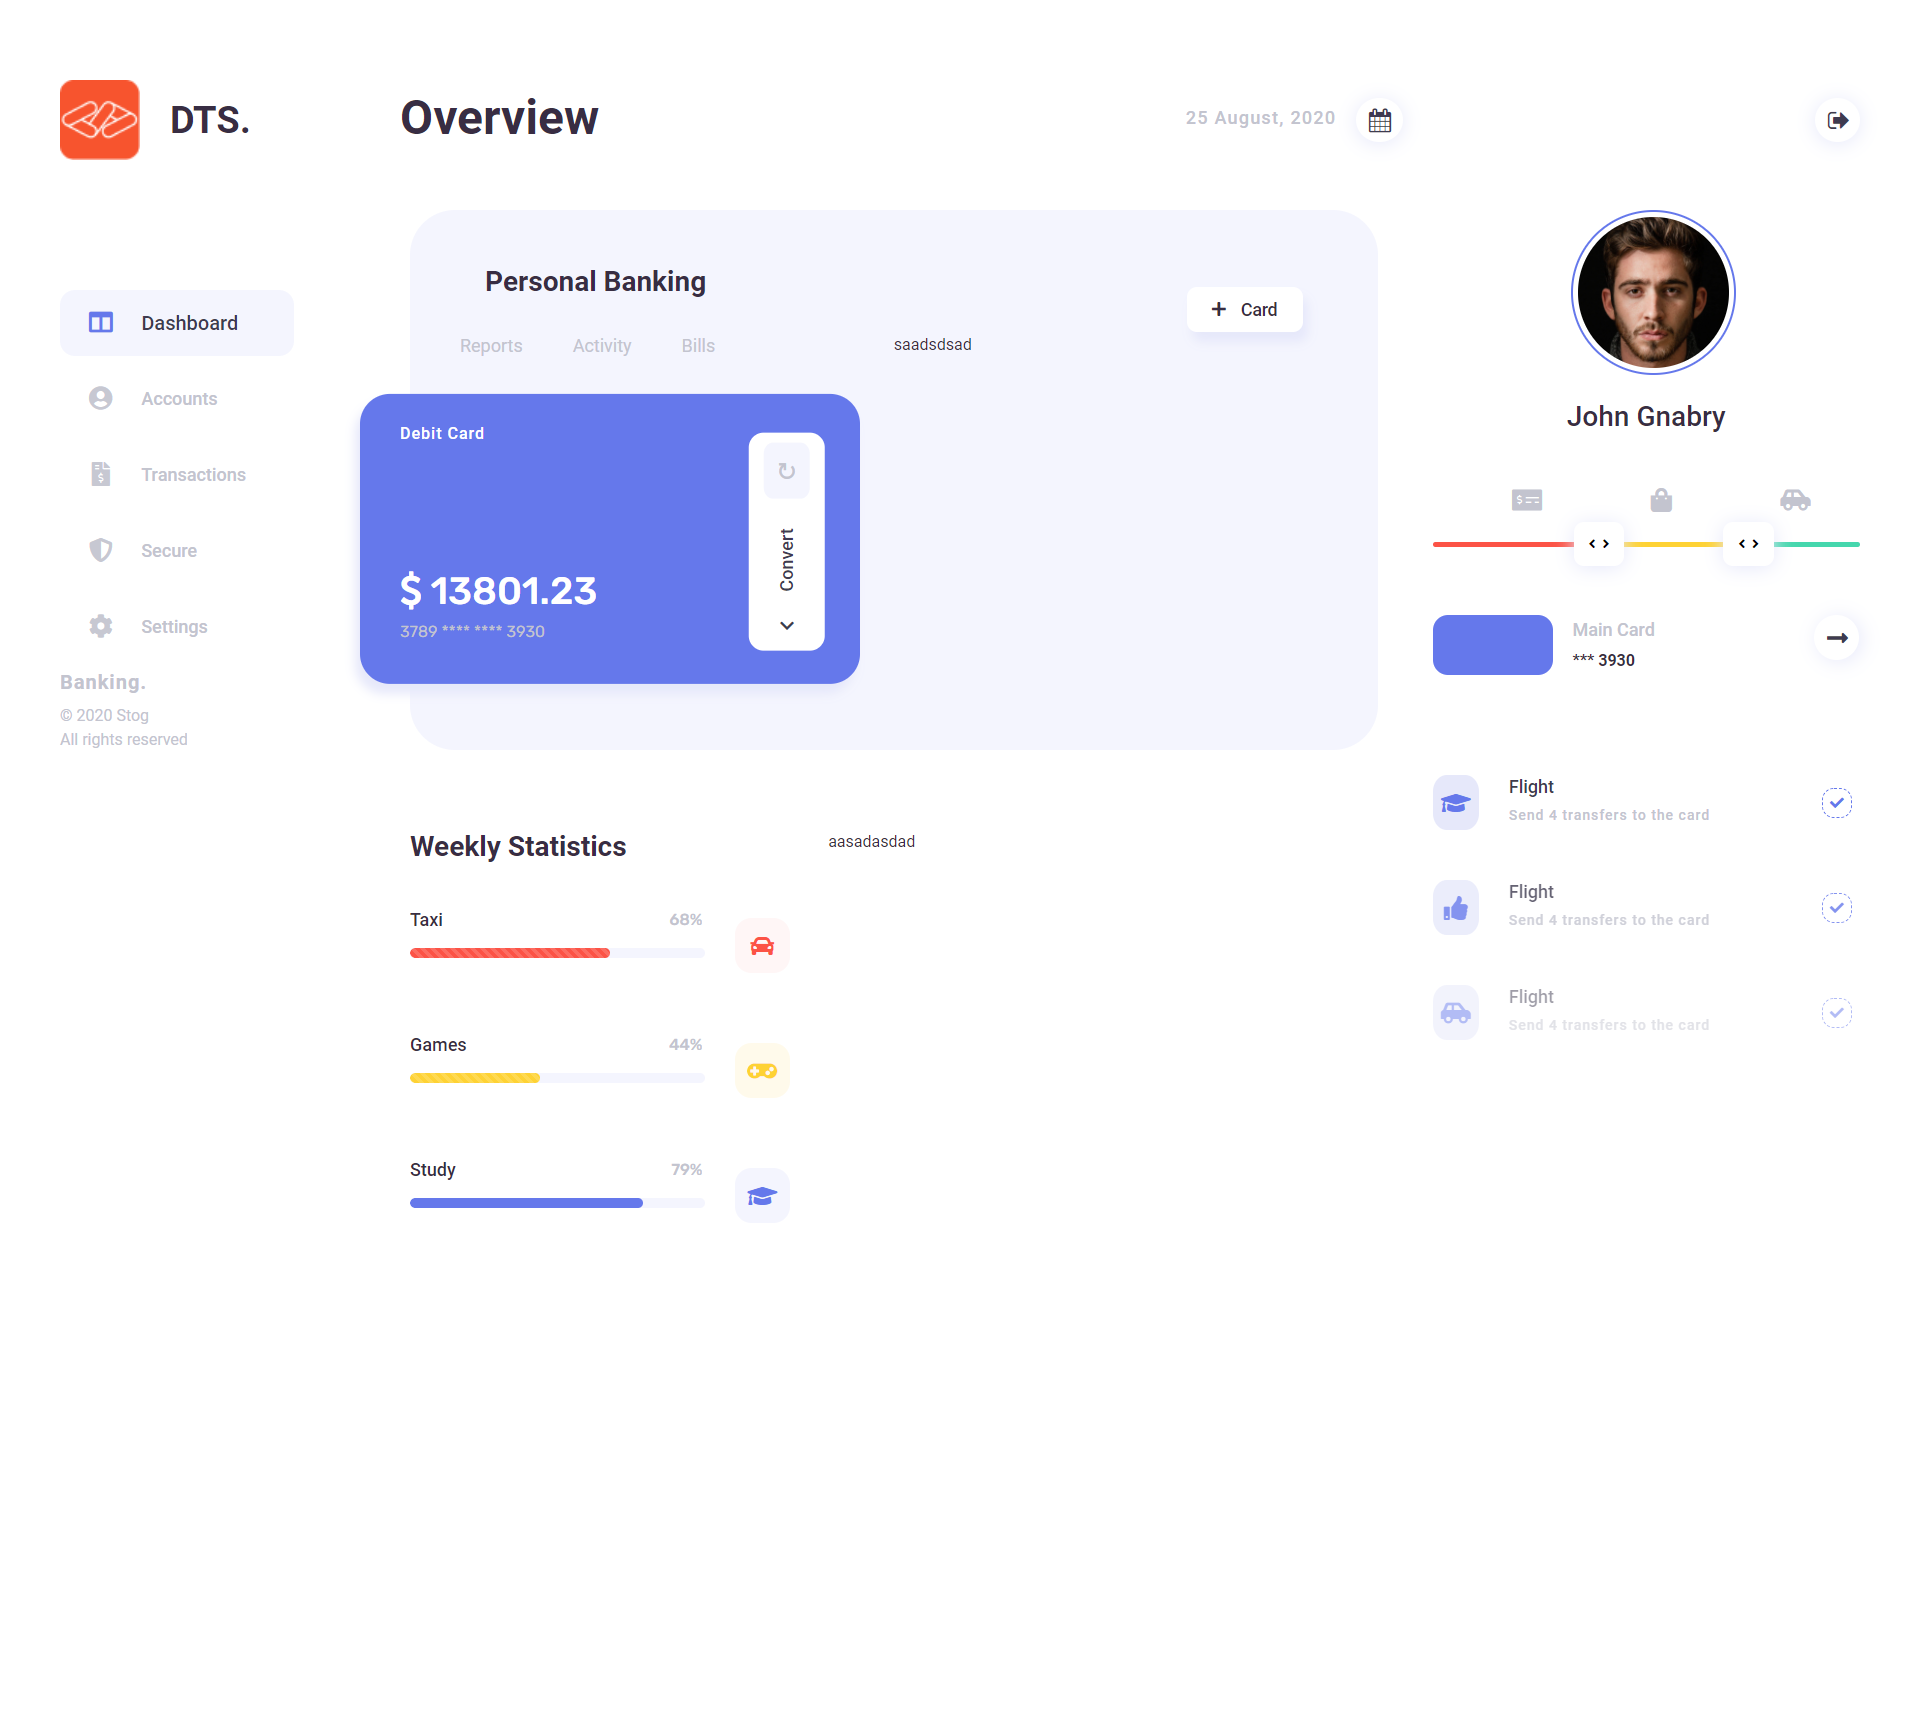 DTS.
Overview
25 August, 2020
Dashboard
Accounts
Transactions
Secure
Settings
Banking.
© 2020 Stog
All rights reserved
Personal Banking
+ Card
Reports Activity Bills
saadsdsad
Debit Card
$ 13801.23
3789 **** **** 3930
Convert
Weekly Statistics
aasadasdad
Taxi 68%
Games 44%
Study 79%
John Gnabry
Main Card
*** 3930
Flight
Send 4 transfers to the card
Flight
Send 4 transfers to the card
Flight
Send 4 transfers to the card